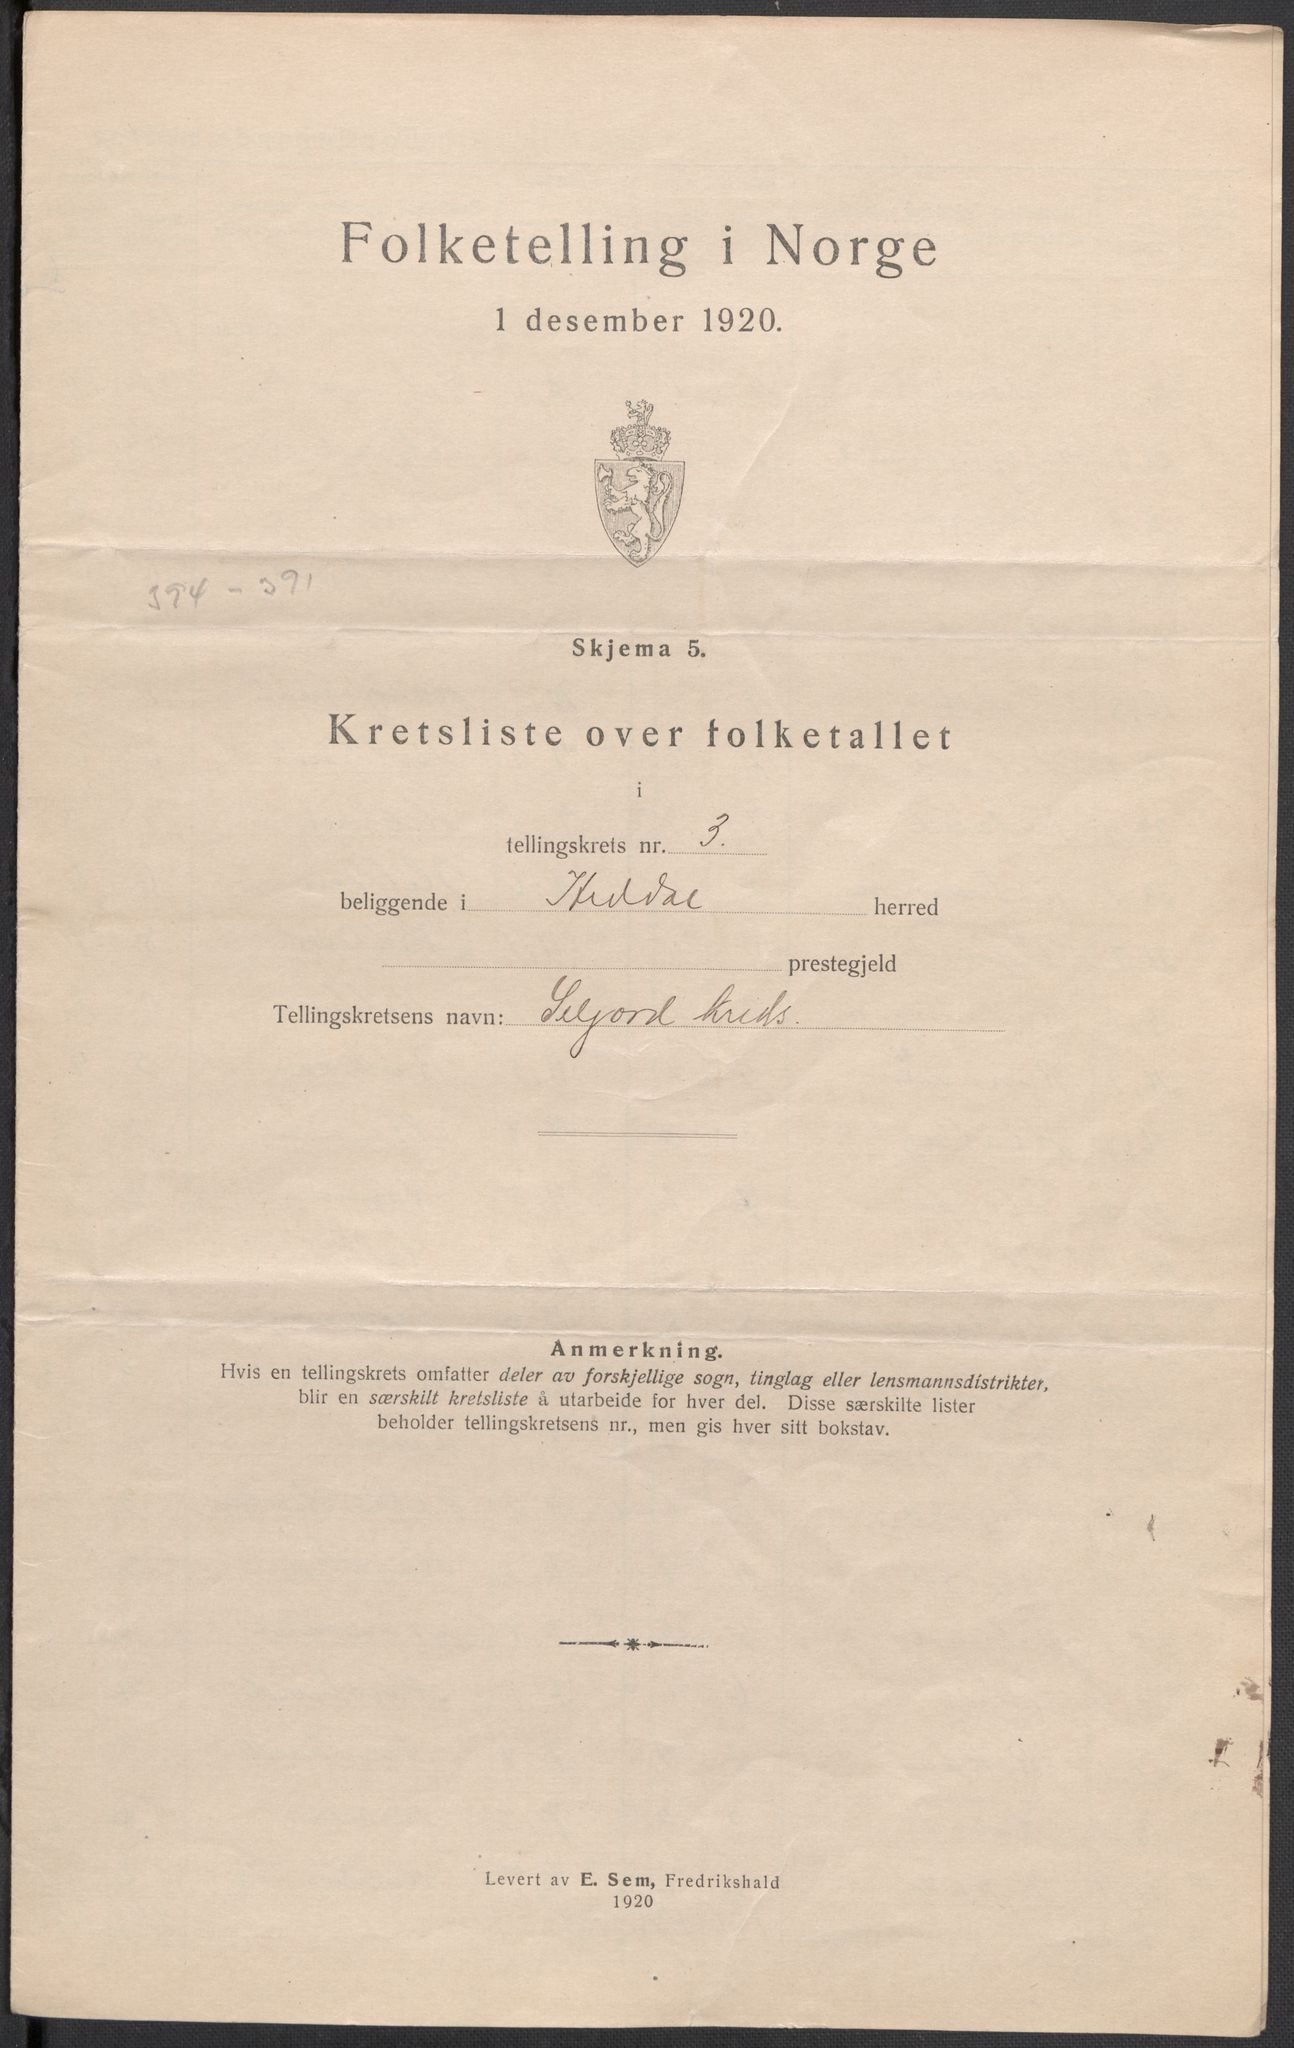 Folketelling i Norge
1 desember 1920.
394 - 391
Skjema 5.
Kretsliste over folketallet
i
tellingskrets nr. 3.
beliggende i Heddal herred
prestegjeld
Tellingskretsens navn: Seljord kreds.
Anmerkning.
Hvis en tellingskrets omfatter deler av forskjellige sogn, tinglag eller lensmannsdistrikter,
blir en særskilt kretsliste å utarbeide for hver del. Disse særskilte lister
beholder tellingskretsens nr., men gis hver sitt bokstav.
Levert av E. Sem, Fredrikshald
1920